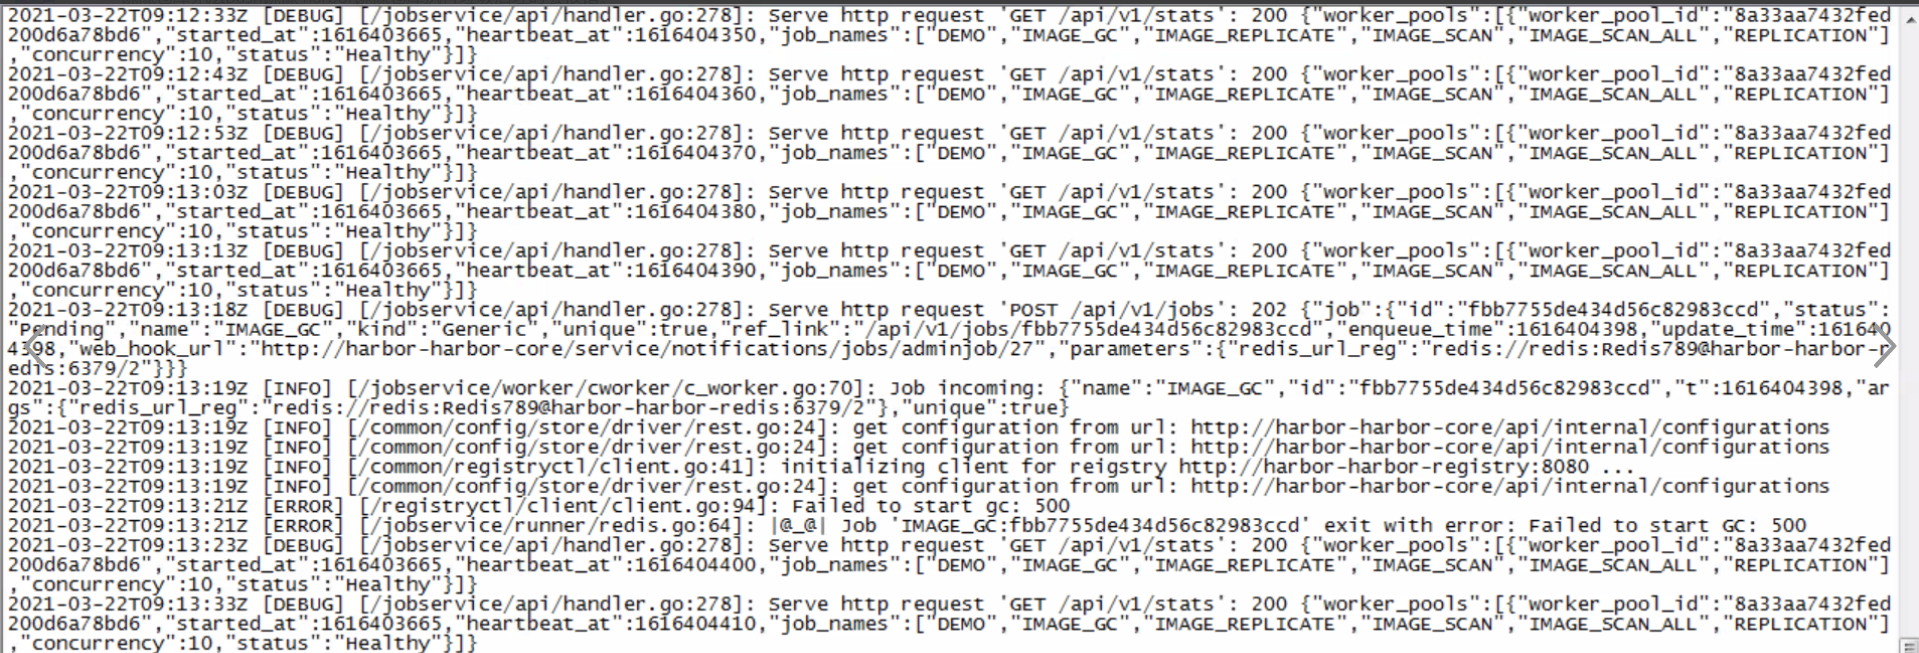 2021-03-22T09:12:33Z [DEBUG] [/jobservice/api/handler.go:278]: Serve http request 'GET /api/v1/stats': 200 {"worker_pools":[{"worker_pool_id":"8a33aa7432fed
200d6a78bd6","started_at":1616403665,"heartbeat_at":1616404350,"job_names":["DEMO","IMAGE_GC","IMAGE_REPLICATE","IMAGE_SCAN","IMAGE_SCAN_ALL","REPLICATION"]
,"concurrency":10,"status":"Healthy"}]}
2021-03-22T09:12:43Z [DEBUG] [/jobservice/api/handler.go:278]: Serve http request 'GET /api/v1/stats': 200 {"worker_pools":[{"worker_pool_id":"8a33aa7432fed
200d6a78bd6","started_at":1616403665,"heartbeat_at":1616404360,"job_names":["DEMO","IMAGE_GC","IMAGE_REPLICATE","IMAGE_SCAN","IMAGE_SCAN_ALL","REPLICATION"]
,"concurrency":10,"status":"Healthy"}]}
2021-03-22T09:12:53Z [DEBUG] [/jobservice/api/handler.go:278]: Serve http request 'GET /api/v1/stats': 200 {"worker_pools":[{"worker_pool_id":"8a33aa7432fed
200d6a78bd6","started_at":1616403665,"heartbeat_at":1616404370,"job_names":["DEMO","IMAGE_GC","IMAGE_REPLICATE","IMAGE_SCAN","IMAGE_SCAN_ALL","REPLICATION"]
,"concurrency":10,"status":"Healthy"}]}
2021-03-22T09:13:03Z [DEBUG] [/jobservice/api/handler.go:278]: Serve http request 'GET /api/v1/stats': 200 {"worker_pools":[{"worker_pool_id":"8a33aa7432fed
200d6a78bd6","started_at":1616403665,"heartbeat_at":1616404380,"job_names":["DEMO","IMAGE_GC","IMAGE_REPLICATE","IMAGE_SCAN","IMAGE_SCAN_ALL","REPLICATION"]
,"concurrency":10,"status":"Healthy"}]}
2021-03-22T09:13:13Z [DEBUG] [/jobservice/api/handler.go:278]: Serve http request 'GET /api/v1/stats': 200 {"worker_pools":[{"worker_pool_id":"8a33aa7432fed
200d6a78bd6","started_at":1616403665,"heartbeat_at":1616404390,"job_names":["DEMO","IMAGE_GC","IMAGE_REPLICATE","IMAGE_SCAN","IMAGE_SCAN_ALL","REPLICATION"]
,"concurrency":10,"status":"Healthy"}]}
2021-03-22T09:13:18Z [DEBUG] [/jobservice/api/handler.go:278]: Serve http request 'POST /api/v1/jobs': 202 {"job":{"id":"fbb7755de434d56c82983ccd","status":
"Pending","name":"IMAGE_GC","kind":"Generic","unique":true,"ref_link":"/api/v1/jobs/fbb7755de434d56c82983ccd","enqueue_time":1616404398,"update_time":161640
4398,"web_hook_url":"http://harbor-harbor-core/service/notifications/jobs/adminjob/27","parameters":{"redis_url_reg":"redis://redis:Redis789@harbor-harbor-r
edis:6379/2"}}}
2021-03-22T09:13:19Z [INFO] [/jobservice/worker/cworker/c_worker.go:70]: Job incoming: {"name":"IMAGE_GC","id":"fbb7755de434d56c82983ccd","t":1616404398,"ar
gs":{"redis_url_reg":"redis://redis:Redis789@harbor-harbor-redis:6379/2"},"unique":true}
2021-03-22T09:13:19Z [INFO] [/common/config/store/driver/rest.go:24]: get configuration from url: http://harbor-harbor-core/api/internal/configurations
2021-03-22T09:13:19Z [INFO] [/common/config/store/driver/rest.go:24]: get configuration from url: http://harbor-harbor-core/api/internal/configurations
2021-03-22T09:13:19Z [INFO] [/common/registryctl/client.go:41]: initializing client for reigstry http://harbor-harbor-registry:8080 ...
2021-03-22T09:13:19Z [INFO] [/common/config/store/driver/rest.go:24]: get configuration from url: http://harbor-harbor-core/api/internal/configurations
2021-03-22T09:13:21Z [ERROR] [/registryctl/client/client.go:94]: Failed to start gc: 500
2021-03-22T09:13:21Z [ERROR] [/jobservice/runner/redis.go:64]: |@_@| Job 'IMAGE_GC:fbb7755de434d56c82983ccd' exit with error: Failed to start GC: 500
2021-03-22T09:13:23Z [DEBUG] [/jobservice/api/handler.go:278]: Serve http request 'GET /api/v1/stats': 200 {"worker_pools":[{"worker_pool_id":"8a33aa7432fed
200d6a78bd6","started_at":1616403665,"heartbeat_at":1616404400,"job_names":["DEMO","IMAGE_GC","IMAGE_REPLICATE","IMAGE_SCAN","IMAGE_SCAN_ALL","REPLICATION"]
,"concurrency":10,"status":"Healthy"}]}
2021-03-22T09:13:33Z [DEBUG] [/jobservice/api/handler.go:278]: Serve http request 'GET /api/v1/stats': 200 {"worker_pools":[{"worker_pool_id":"8a33aa7432fed
200d6a78bd6","started_at":1616403665,"heartbeat_at":1616404410,"job_names":["DEMO","IMAGE_GC","IMAGE_REPLICATE","IMAGE_SCAN","IMAGE_SCAN_ALL","REPLICATION"]
,"concurrency":10,"status":"Healthy"}]}